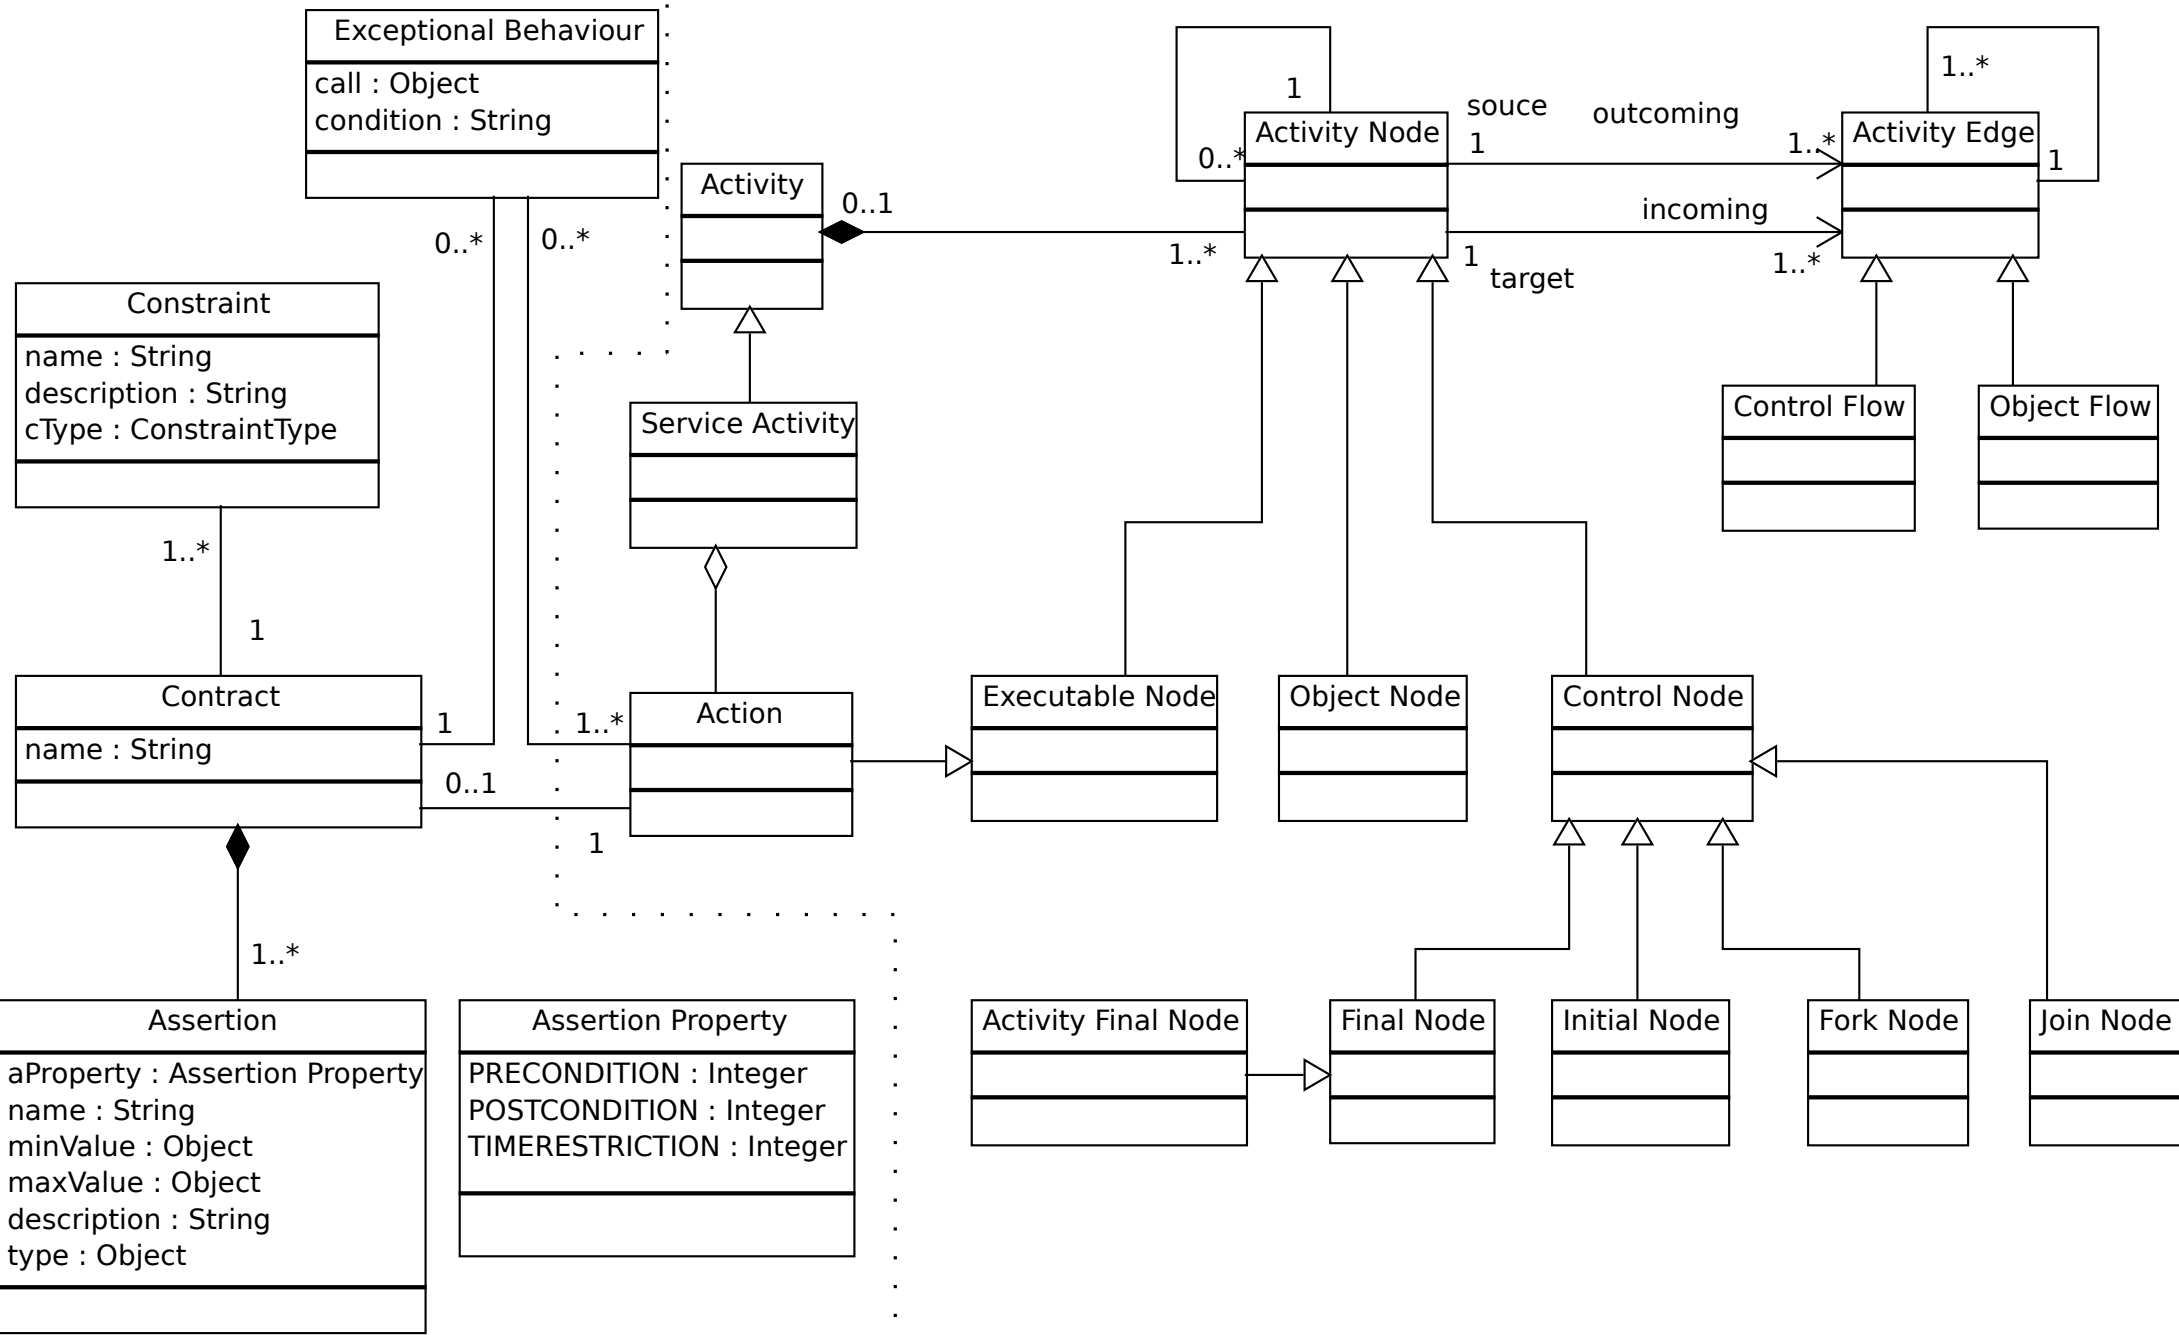 Exceptional Behaviour
call : Object
condition : String
0..*
0..*
Activity
0..1
1..*
1
0..*
Activity Node
souce
1
outcoming
1..*
incoming
1
target
1..*
Activity Edge
1..*
1
Constraint
name : String
description : String
cType : ConstraintType
1..*
1
Service Activity
Control Flow
Object Flow
Contract
name : String
1
0..1
1..*
1
Action
Executable Node
Object Node
Control Node
1..*
Assertion
aProperty : Assertion Property
name : String
minValue : Object
maxValue : Object
description : String
type : Object
Assertion Property
PRECONDITION : Integer
POSTCONDITION : Integer
TIMERESTRICTION : Integer
Activity Final Node
Final Node
Initial Node
Fork Node
Join Node